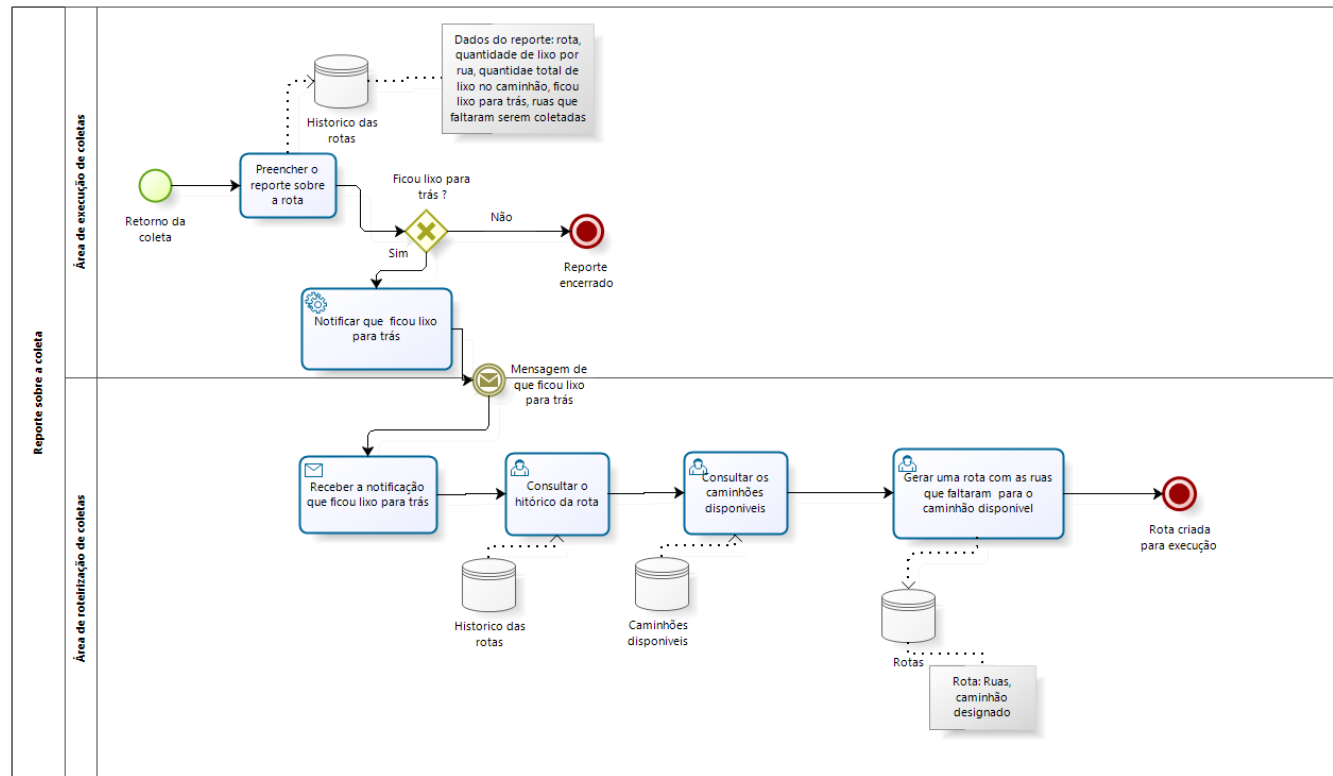 Reporte sobre a coleta
Área de execução de coletas
Dados do reporte: rota,
quantidade de lixo por
rua, quantidae total de
lixo no caminhão, ficou
lixo para trás, ruas que
faltaram serem coletadas
Historico das
rotas
Preencher o
reporte sobre
a rota
Retorno da
coleta
Ficou lixo para
trás ?
Não
Sim
Reporte
encerrado
Notificar que ficou lixo
para trás
Mensagem de
que ficou lixo
para trás
Área de roteirização de coletas
Receber a notificação
que ficou lixo para trás
Consultar o
hitórico da rota
Consultar os
caminhões
disponiveis
Gerar uma rota com as ruas
que faltaram para o
caminhão disponivel
Rota criada
para execução
Historico das
rotas
Caminhões
disponiveis
Rotas
Rota: Ruas,
caminhão
designado